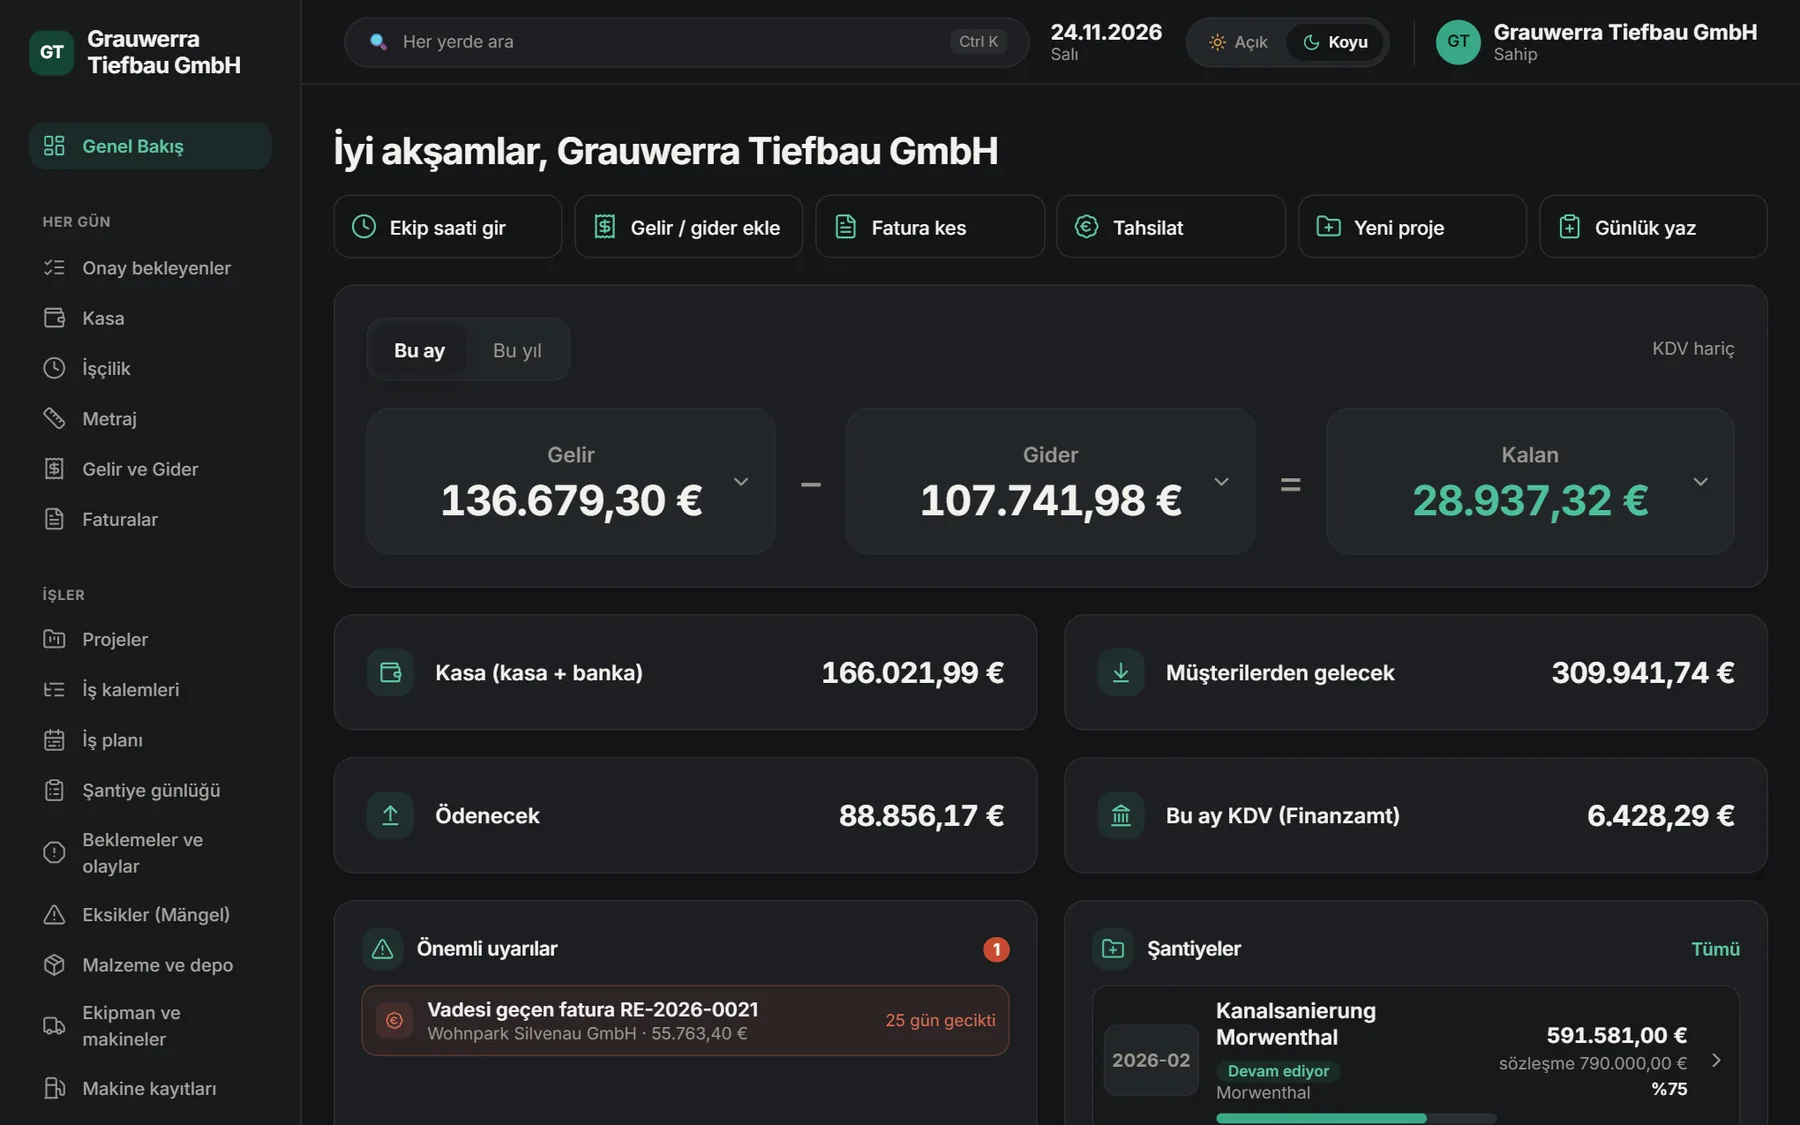 GT
Grauwerra
Tiefbau GmbH
Genel Bakış
HER GÜN
Onay bekleyenler
Kasa
İşçilik
Metraj
Gelir ve Gider
Faturalar
İŞLER
Projeler
İş kalemleri
İş planı
Şantiye günlüğü
Beklemeler ve
olaylar
Eksikler (Mängel)
Malzeme ve depo
Ekipman ve
makineler
Makine kayıtları
Her yerde ara
Ctrl K
24.11.2026
Salı
Açık
Koyu
GT
Grauwerra Tiefbau GmbH
Sahip
İyi akşamlar, Grauwerra Tiefbau GmbH
Ekip saati gir
Gelir / gider ekle
Fatura kes
Tahsilat
Yeni proje
Günlük yaz
Bu ay
Bu yıl
KDV hariç
Gelir
136.679,30 €
−
Gider
107.741,98 €
=
Kalan
28.937,32 €
Kasa (kasa + banka)
166.021,99 €
Müşterilerden gelecek
309.941,74 €
Ödenecek
88.856,17 €
Bu ay KDV (Finanzamt)
6.428,29 €
Önemli uyarılar
1
Vadesi geçen fatura RE-2026-0021
Wohnpark Silvenau GmbH · 55.763,40 €
25 gün gecikti
Şantiyeler
Tümü
2026-02
Kanalsanierung
Morwenthal
Devam ediyor
Morwenthal
591.581,00 €
sözleşme 790.000,00 €
%75